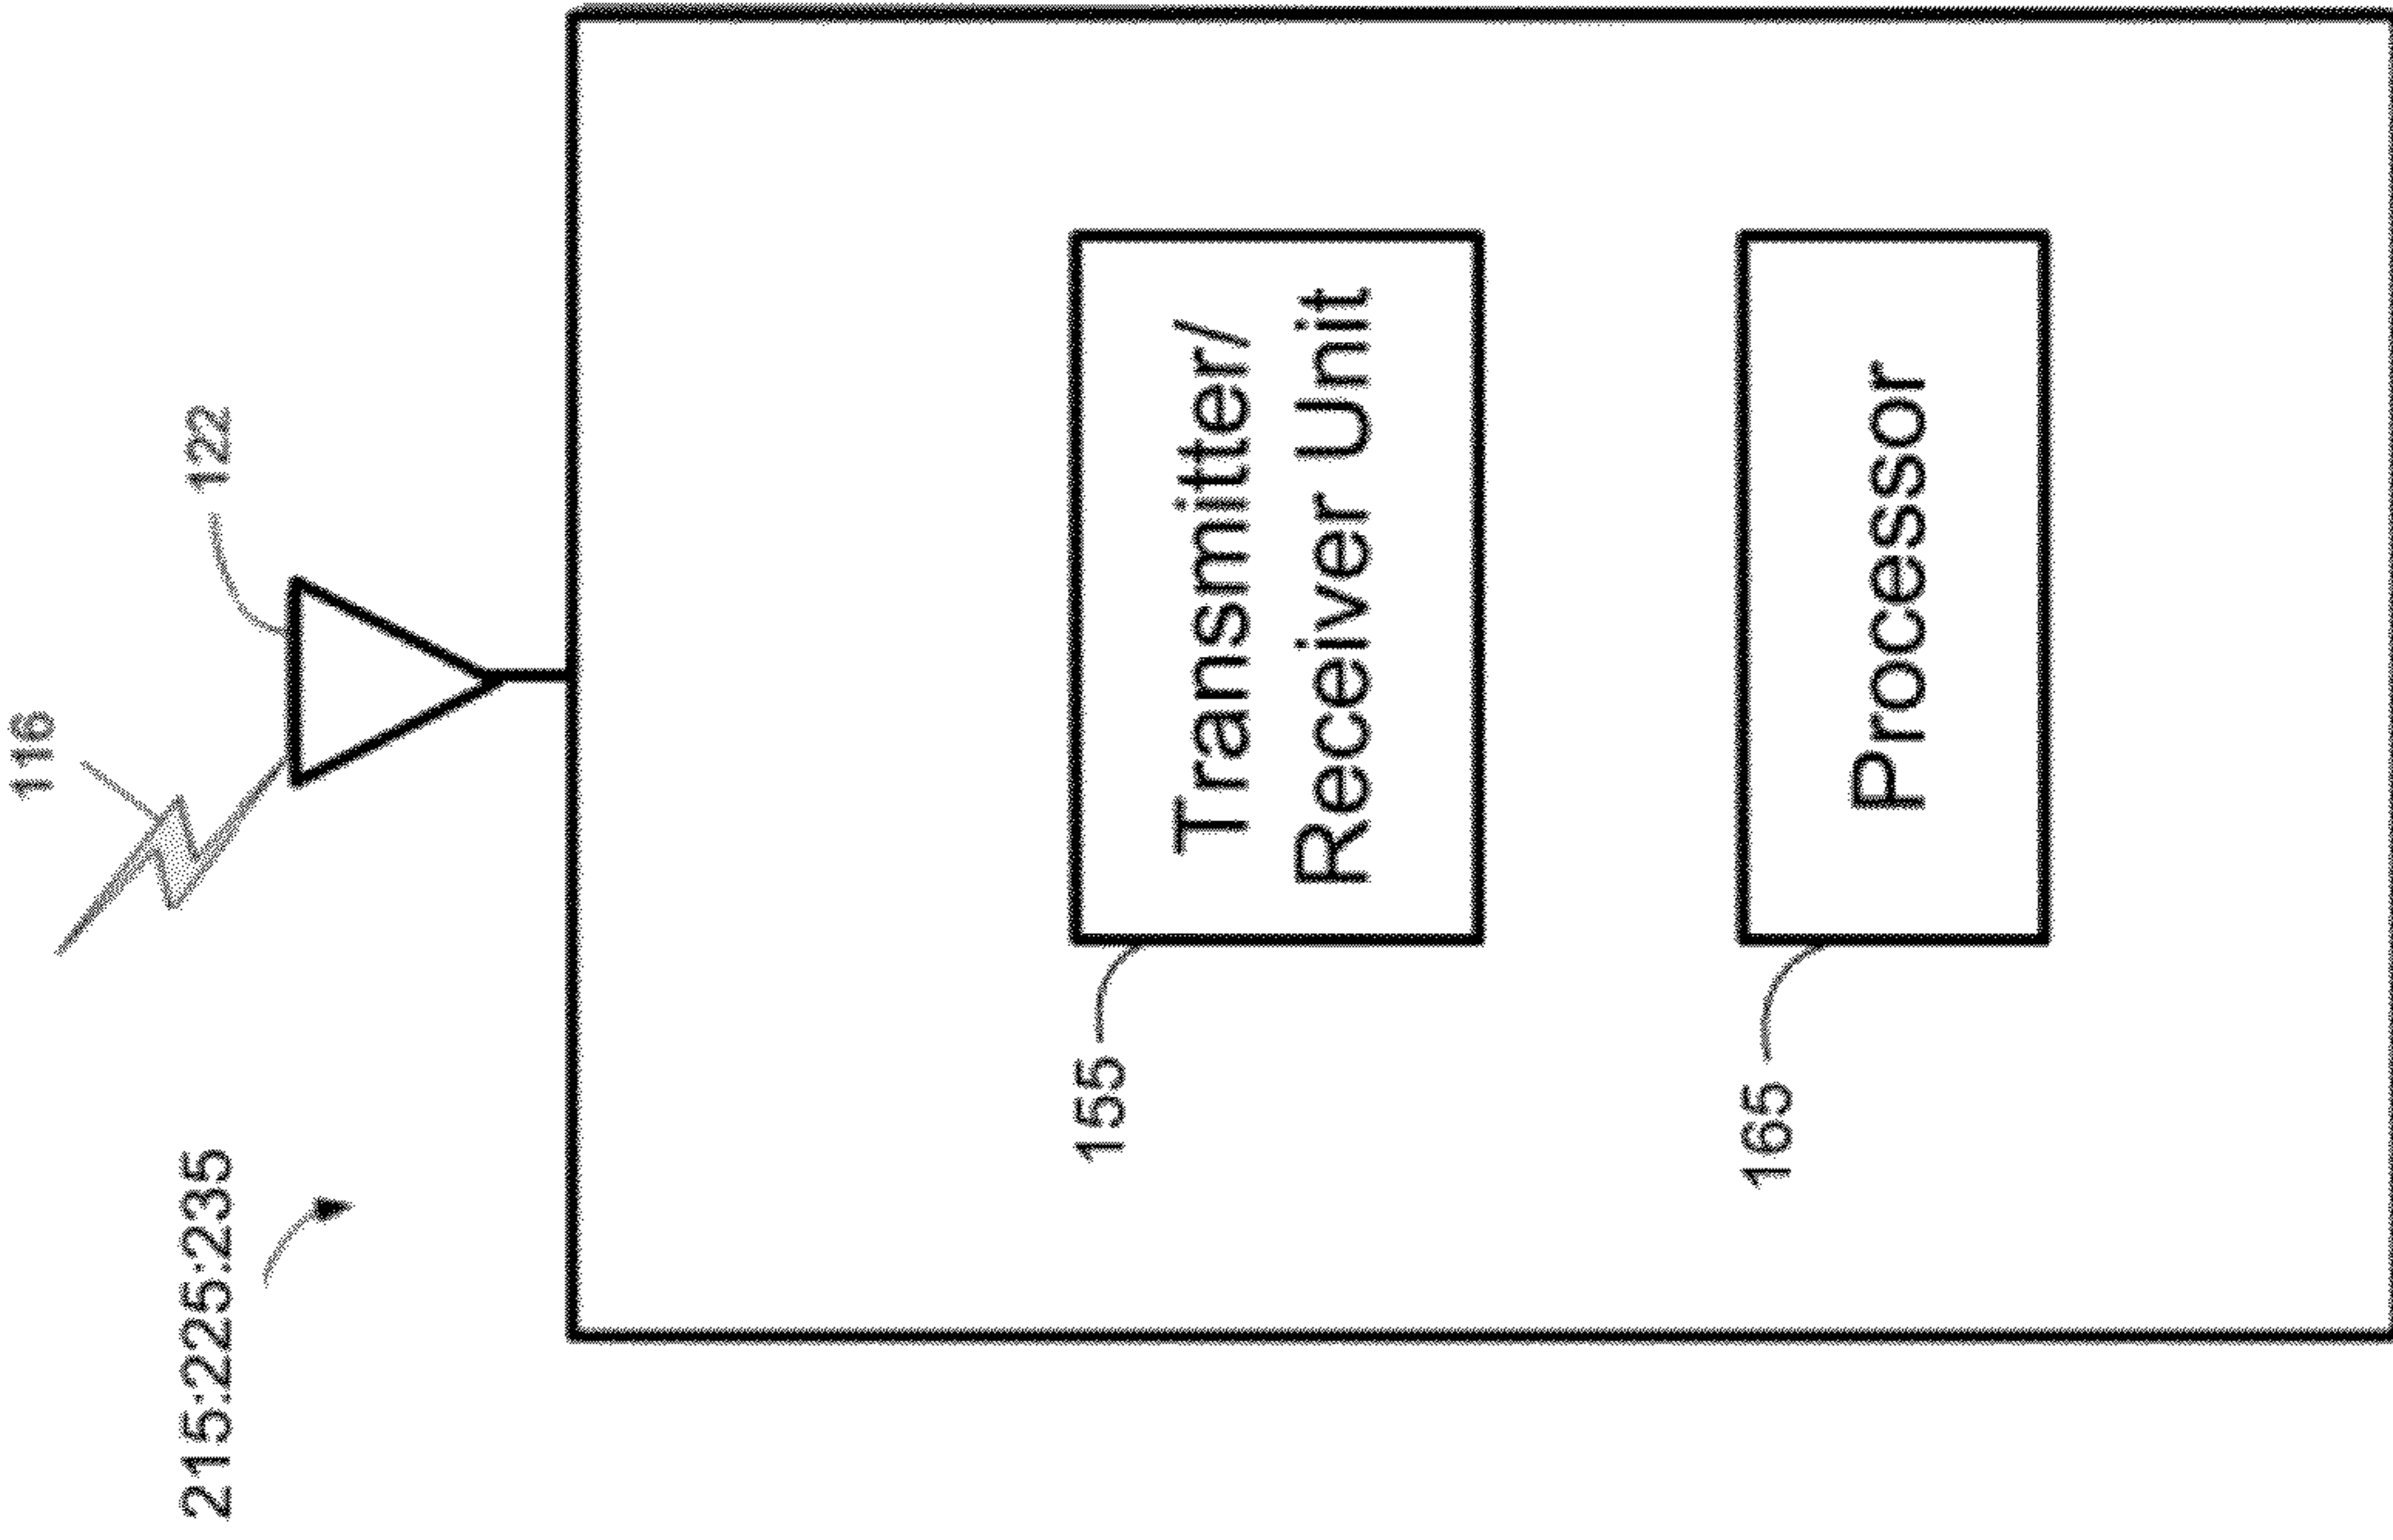 215:225:235
116
122
155
Transmitter/
Receiver Unit
165
Processor